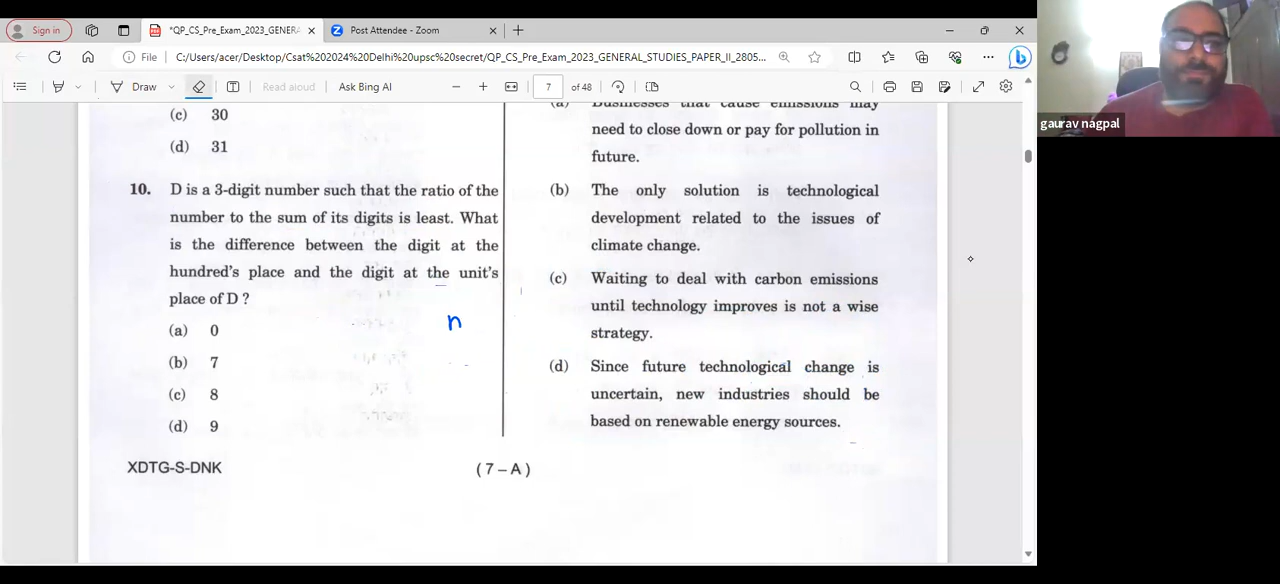 Sign in
*QP_CS_Pre_Exam_2023_GENERA
Post Attendee - Zoom
File
C:/Users/acer/Desktop/Csat%202024%20Delhi%20upsc%20secret/QP_CS_Pre_Exam_2023_GENERAL_STUDIES_PAPER_II_2805...
Draw
Read aloud
Ask Bing AI
7
of 48
gaurav nagpal
(c) 30
(d) 31
10. D is a 3-digit number such that the ratio of the
number to the sum of its digits is least. What
is the difference between the digit at the
hundred's place and the digit at the unit's
place of D ?
(a) 0
(b) 7
(c) 8
(d) 9
n
(a) Businesses that cause emissions may
need to close down or pay for pollution in
future.
(b) The only solution is technological
development related to the issues of
climate change.
(c) Waiting to deal with carbon emissions
until technology improves is not a wise
strategy.
(d) Since future technological change is
uncertain, new industries should be
based on renewable energy sources.
XDTG-S-DNK
( 7 – A )